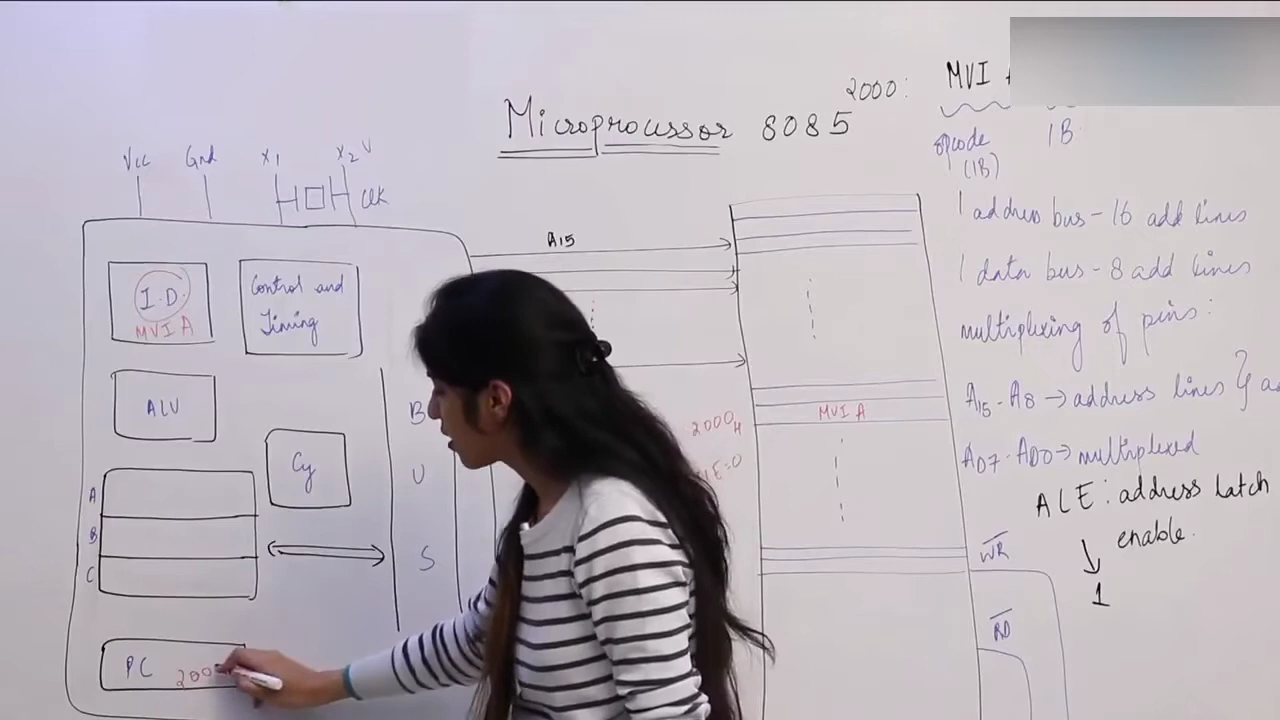 2000:
MVI
Microprocessor 8085
opcode
(1B)
1B
Vcc
Gnd
X1
X2
CLK
1 address bus - 16 add lines
A15
1 data bus - 8 add lines
I.D.
MVI A
Control and
Timing
multiplexing of pins:
ALU
B
U
S
2000H
MVI A
A15 - A8 → address lines }
Cy
AD7 - AD0 → multiplexed
A
B
C
ALE: address latch
enable.
1
WR
RD
PC
200